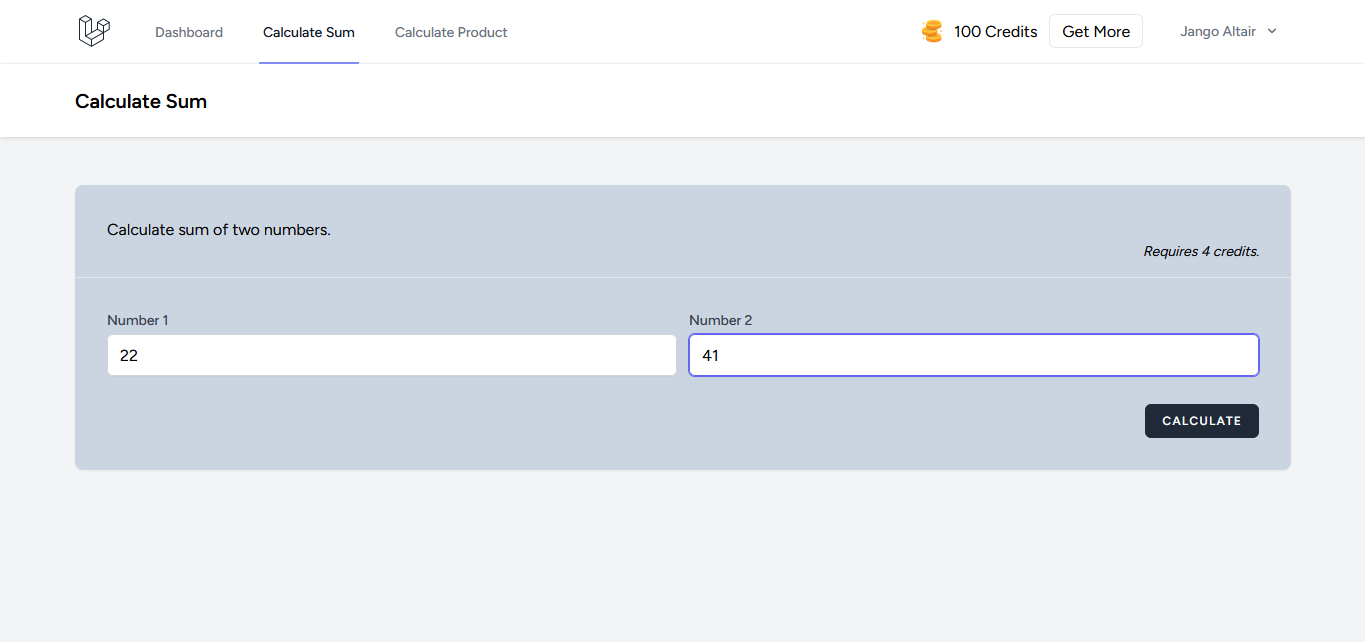 Dashboard Calculate Sum Calculate Product 100 Credits Get More Jango Altair
Calculate Sum
Calculate sum of two numbers.
Requires 4 credits.
Number 1 Number 2
22 41
CALCULATE